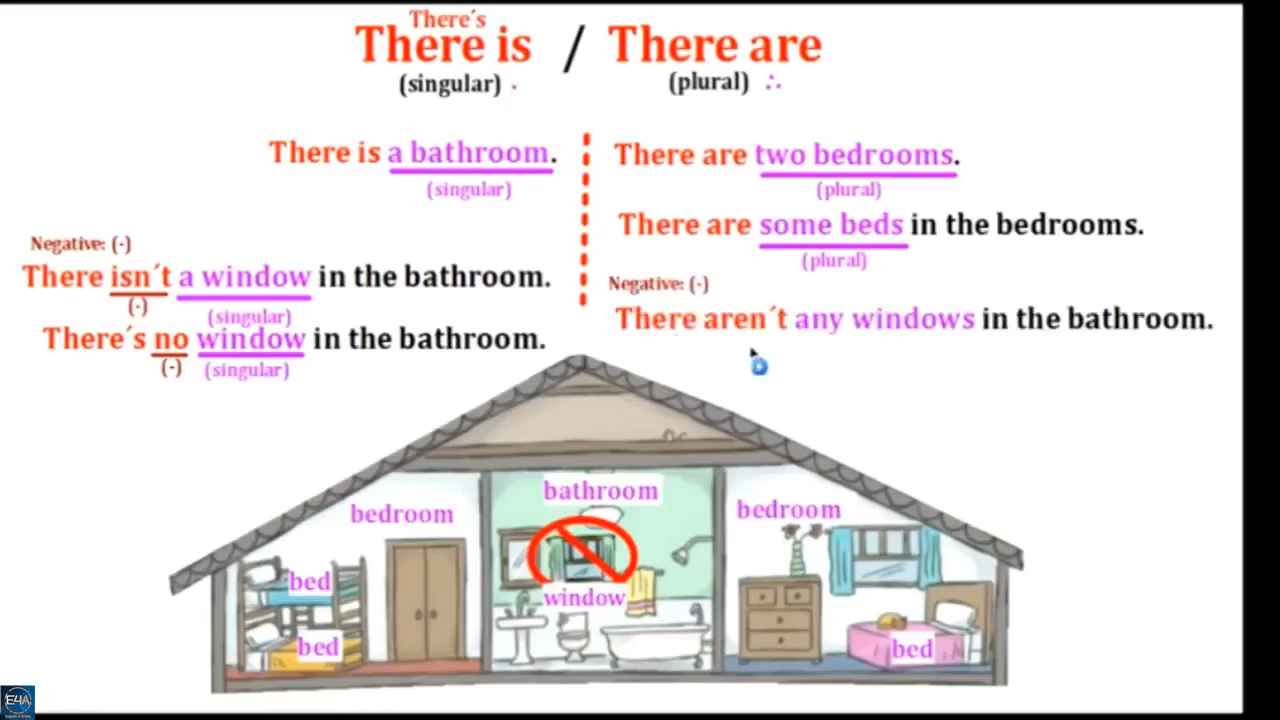 There´s
There is / There are
(singular) . (plural) ∴
There is a bathroom.
(singular)
Negative: (-)
There isn´t a window in the bathroom.
(-) (singular)
There´s no window in the bathroom.
(-) (singular)
There are two bedrooms.
(plural)
There are some beds in the bedrooms.
(plural)
Negative: (-)
There aren´t any windows in the bathroom.
bedroom
bathroom
bedroom
bed
window
bed
bed
E4A